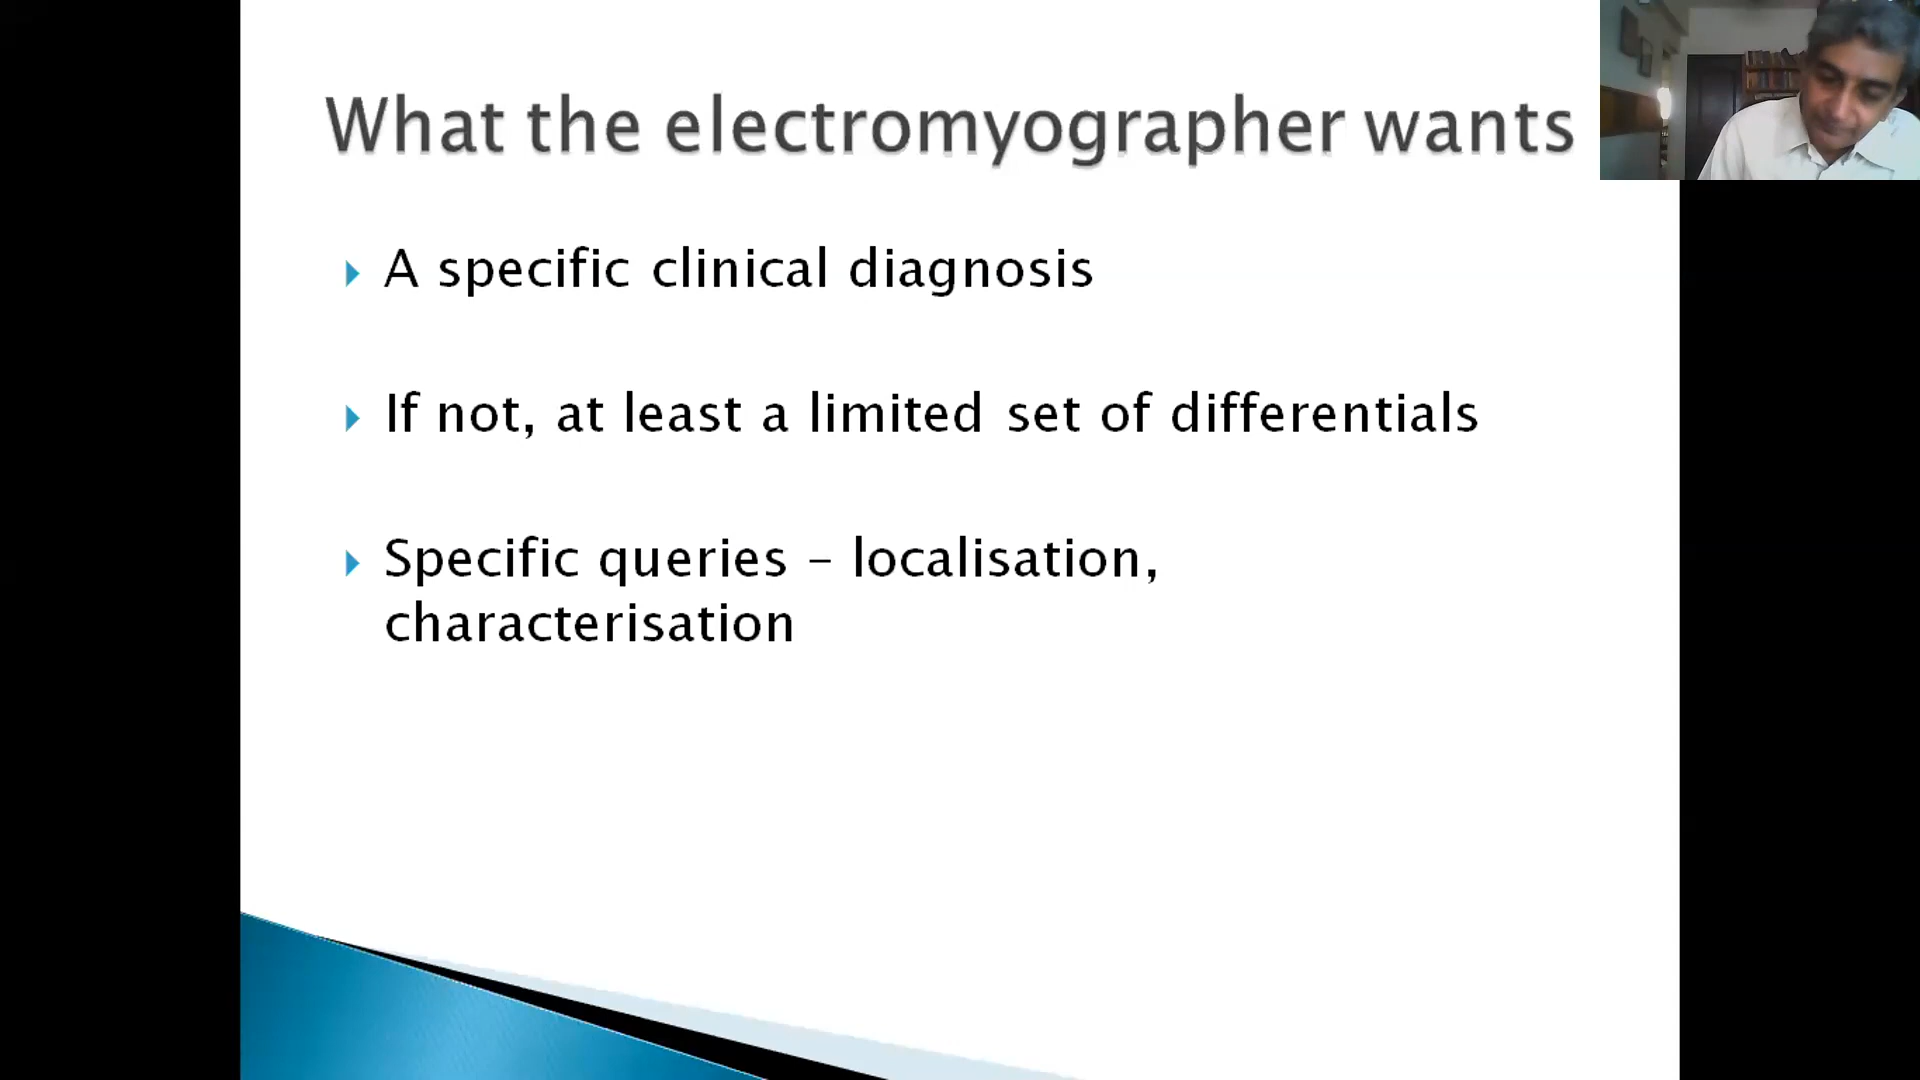 What the electromyographer wants
A specific clinical diagnosis
If not, at least a limited set of differentials
Specific queries – localisation,
characterisation